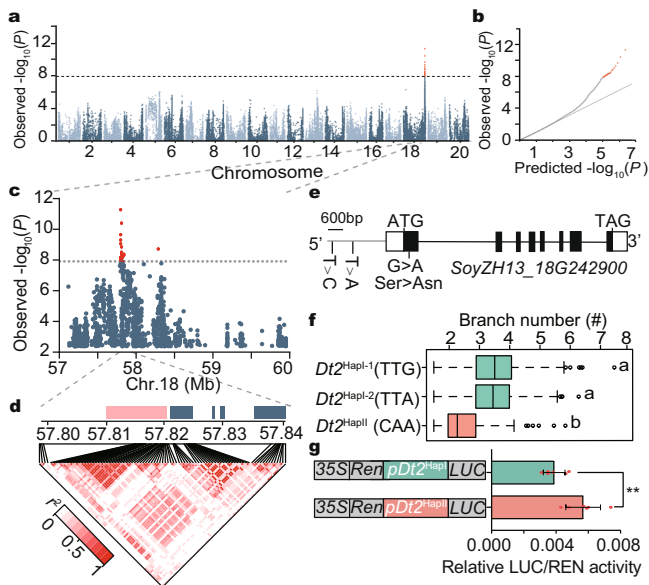 a
Observed -log10(P)
12
8
4
0
2 4 6 8 10 12 14 16 18 20
Chromosome
b
Observed -log10(P)
12
8
4
0
1 3 5 7
Predicted -log10(P)
c
Observed -log10(P)
12
10
8
6
4
2
57 58 59 60
Chr.18 (Mb)
d
57.80 57.81 57.82 57.83 57.84
r2
0 0.5 1
e
600bp ATG TAG
5' 3'
T > C
T > A
G>A
Ser>Asn
SoyZH13_18G242900
f
Branch number (#)
2 3 4 5 6 7 8
Dt2HapI-1(TTG) a
Dt2HapI-2(TTA) a
Dt2HapII (CAA) b
g
35S Ren pDt2HapI LUC
35S Ren pDt2HapII LUC
**
0.000 0.004 0.008
Relative LUC/REN activity